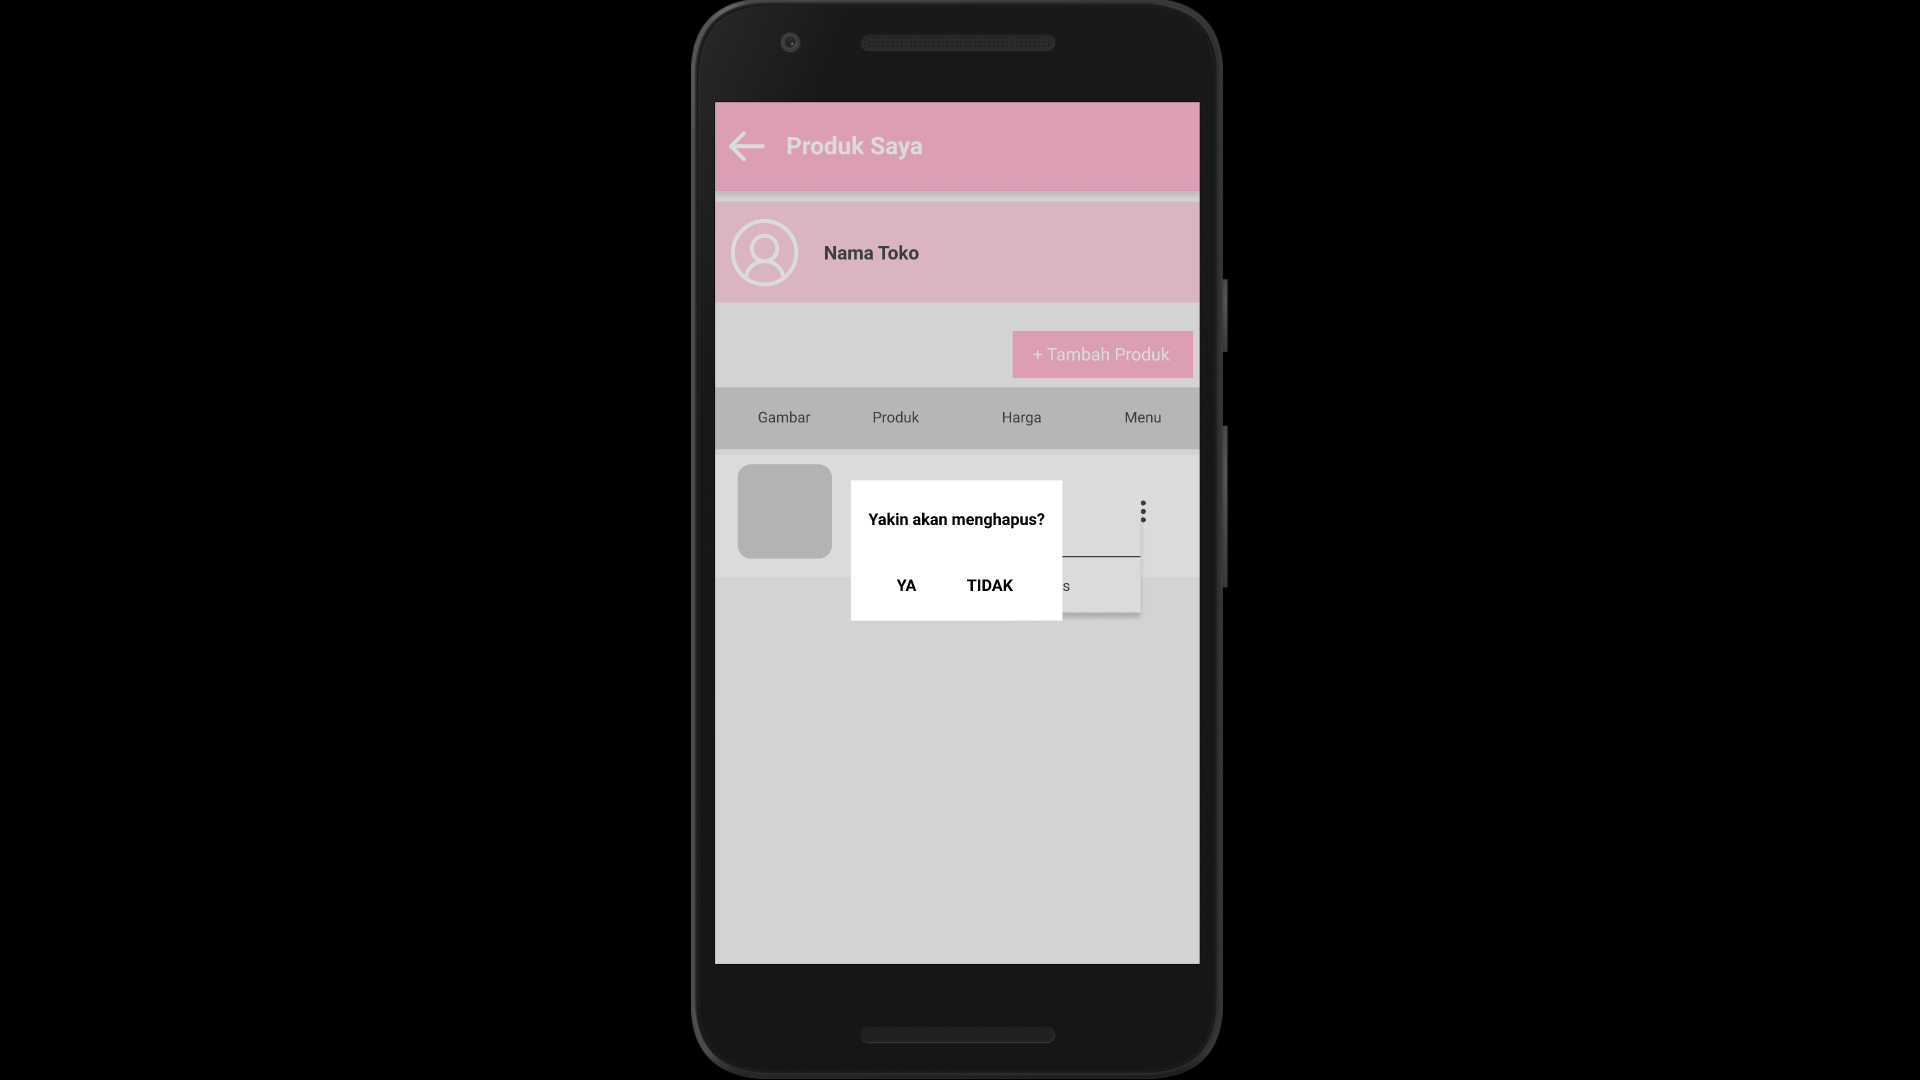 Produk Saya
Nama Toko
+ Tambah Produk
Gambar Produk Harga Menu
Yakin akan menghapus?
YA TIDAK